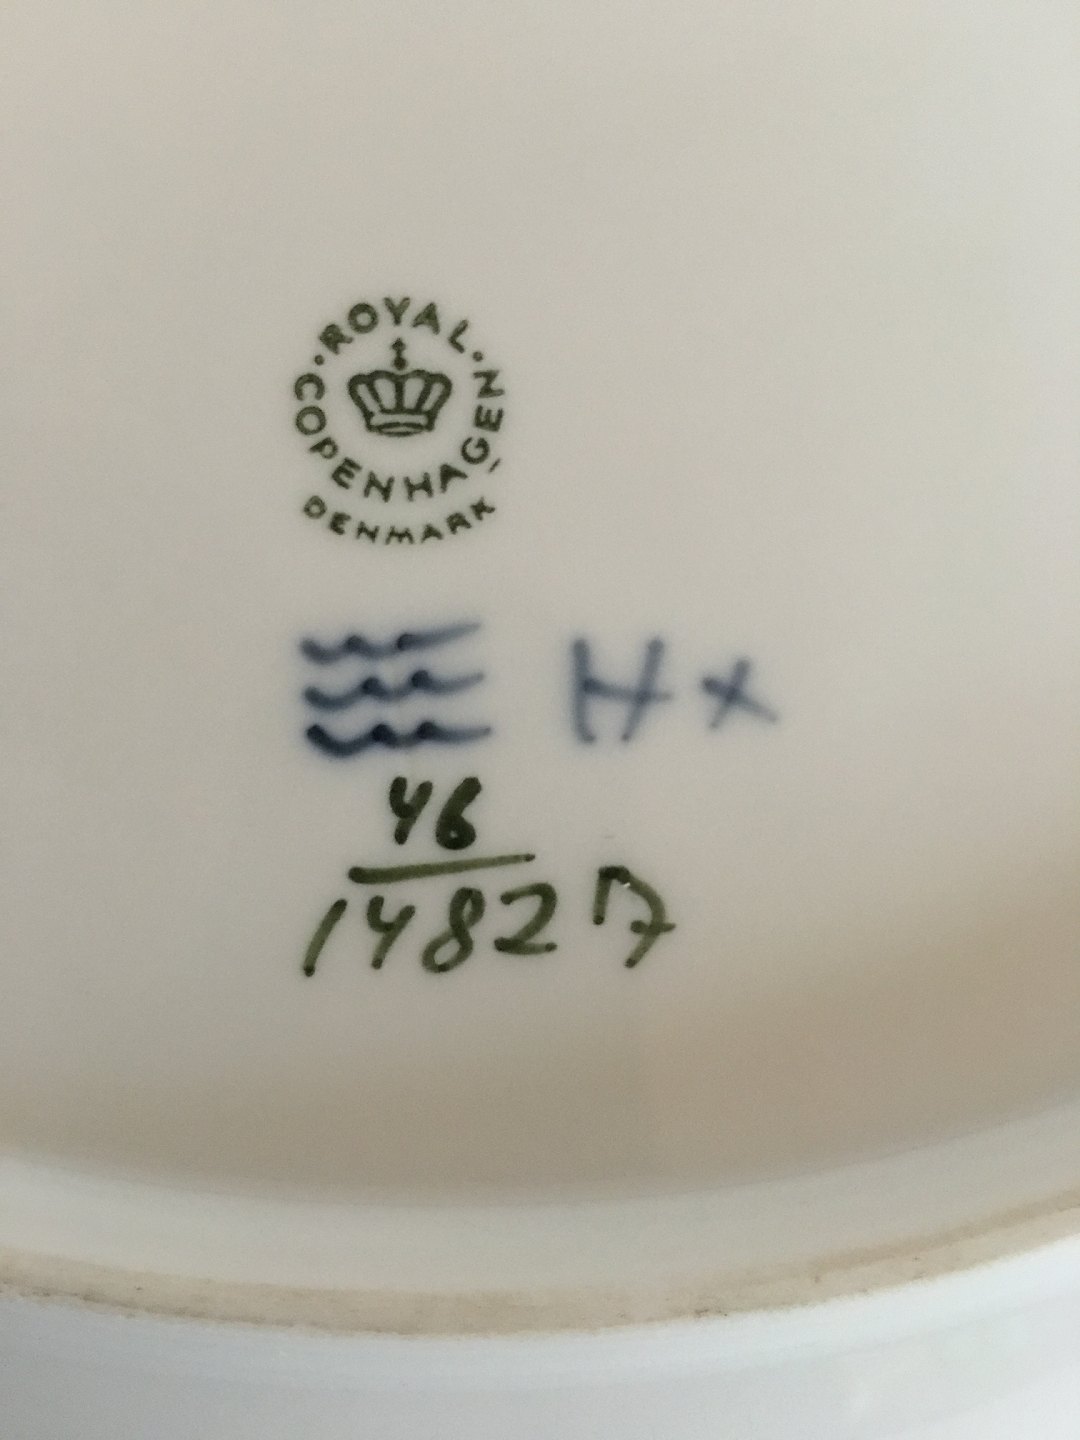 ROYAL
COPENHAGEN
DENMARK
H x
46
1482